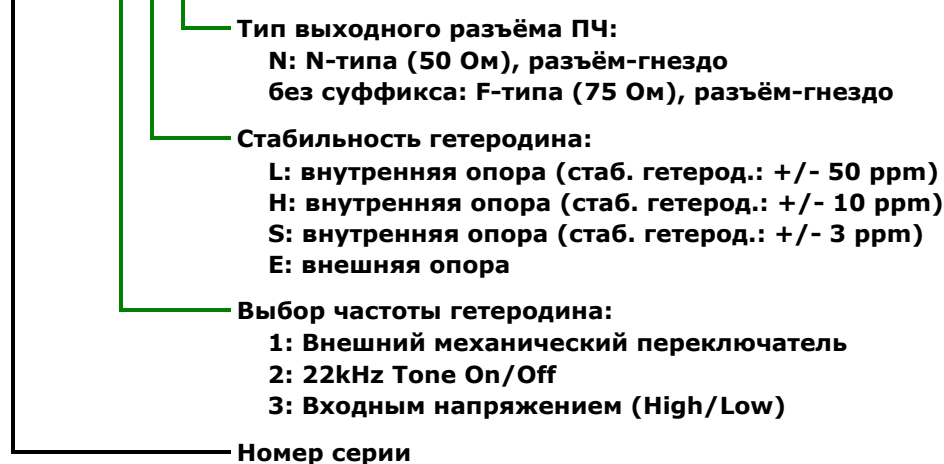 Тип выходного разъёма ПЧ:
N: N-типа (50 Ом), разъём-гнездо
без суффикса: F-типа (75 Ом), разъём-гнездо
Стабильность гетеродина:
L: внутренняя опора (стаб. гетерод.: +/- 50 ppm)
H: внутренняя опора (стаб. гетерод.: +/- 10 ppm)
S: внутренняя опора (стаб. гетерод.: +/- 3 ppm)
E: внешняя опора
Выбор частоты гетеродина:
1: Внешний механический переключатель
2: 22kHz Tone On/Off
3: Входным напряжением (High/Low)
Номер серии